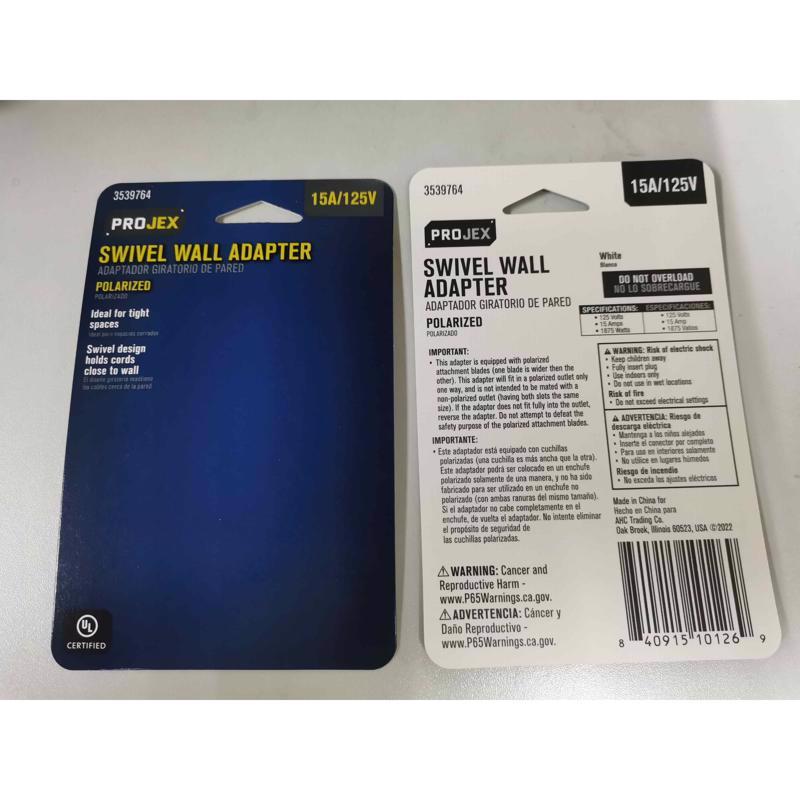 3539764
15A/125V
PROJEX
SWIVEL WALL ADAPTER
ADAPTADOR GIRATORIO DE PARED
POLARIZED
POLARIZADO
Ideal for tight
spaces
Ideal para espacios cerrados
Swivel design
holds cords
close to wall
El diseño giratorio mantiene
los cables cerca de la pared
UL
CERTIFIED
3539764
15A/125V
PROJEX
SWIVEL WALL
ADAPTER
ADAPTADOR GIRATORIO DE PARED
POLARIZED
POLARIZADO
White
Blanco
DO NOT OVERLOAD
NO LO SOBRECARGUE
SPECIFICATIONS:
• 125 Volts
• 15 Amps
• 1875 Watts
ESPECIFICACIONES:
• 125 Volts
• 15 Amp
• 1875 Vatios
IMPORTANT:
• This adapter is equipped with polarized
attachment blades (one blade is wider then the
other). This adapter will fit in a polarized outlet only
one way, and is not intended to be mated with a
non-polarized outlet (having both slots the same
size). If the adaptor does not fit fully into the outlet,
reverse the adapter. Do not attempt to defeat the
safety purpose of the polarized attachment blades.
IMPORTANTE:
• Este adaptador está equipado con cuchillas
polarizadas (una cuchilla es más ancha que la otra).
Este adaptador podrá ser colocado en un enchufe
polarizado solamente de una manera, y no ha sido
fabricado para ser utilizado en un enchufe no
polarizado (con ambas ranuras del mismo tamaño).
Si el adaptador no cabe completamente en el
enchufe, de vuelta el adaptador. No intente eliminar
el propósito de seguridad de
las cuchillas polarizadas.
⚠ WARNING: Risk of electric shock
• Keep children away
• Fully insert plug
• Use indoors only
• Do not use in wet locations
Risk of fire
• Do not exceed electrical settings
⚠ ADVERTENCIA: Riesgo de
descarga eléctrica
• Mantenga a los niños alejados
• Inserte el conector por completo
• Para uso en interiores solamente
• No utilice en lugares húmedos
Riesgo de incendio
• No exceda los ajustes eléctricos
Made in China for
Hecho en China para
AHC Trading Co.
Oak Brook, Illinois 60523, USA ©2022
⚠WARNING: Cancer and
Reproductive Harm -
www.P65Warnings.ca.gov.
⚠ADVERTENCIA: Cáncer y
Daño Reproductivo -
www.P65Warnings.ca.gov.
8 40915 10126 9